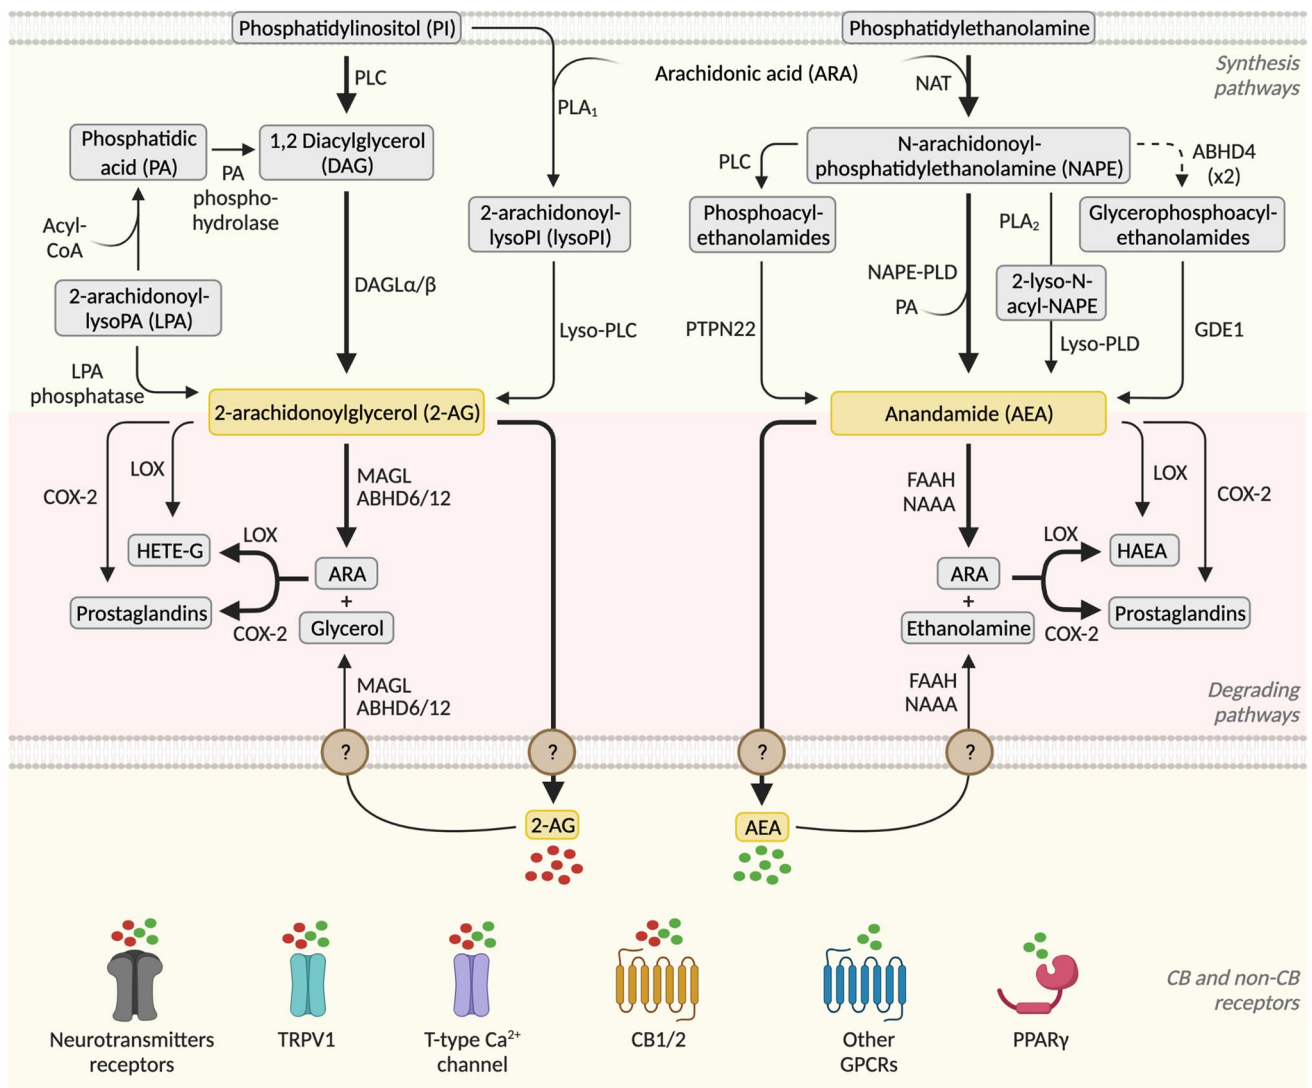 Phosphatidylinositol (PI)
Phosphatidylethanolamine
Synthesis
pathways
Arachidonic acid (ARA)
PLC
PLA₁
NAT
Phosphatidic
acid (PA)
PA
phospho-
hydrolase
1,2 Diacylglycerol
(DAG)
N-arachidonoyl-
phosphatidylethanolamine (NAPE)
PLC
ABHD4
(x2)
Acyl-
CoA
2-arachidonoyl-
lysoPI (lysoPI)
Phosphoacyl-
ethanolamides
PLA₂
Glycerophosphoacyl-
ethanolamides
2-arachidonoyl-
lysoPA (LPA)
DAGLα/β
NAPE-PLD
PA
2-lyso-N-
acyl-NAPE
Lyso-PLC
PTPN22
Lyso-PLD
GDE1
LPA
phosphatase
2-arachidonoylglycerol (2-AG)
Anandamide (AEA)
COX-2
LOX
MAGL
ABHD6/12
FAAH
NAAA
LOX
COX-2
HETE-G
LOX
ARA
+
Glycerol
Prostaglandins
COX-2
ARA
+
Ethanolamine
LOX
HAEA
COX-2
Prostaglandins
MAGL
ABHD6/12
FAAH
NAAA
Degrading
pathways
?
?
?
?
2-AG
AEA
CB and non-CB
receptors
Neurotransmitters
receptors
TRPV1
T-type Ca²⁺
channel
CB1/2
Other
GPCRs
PPARγ